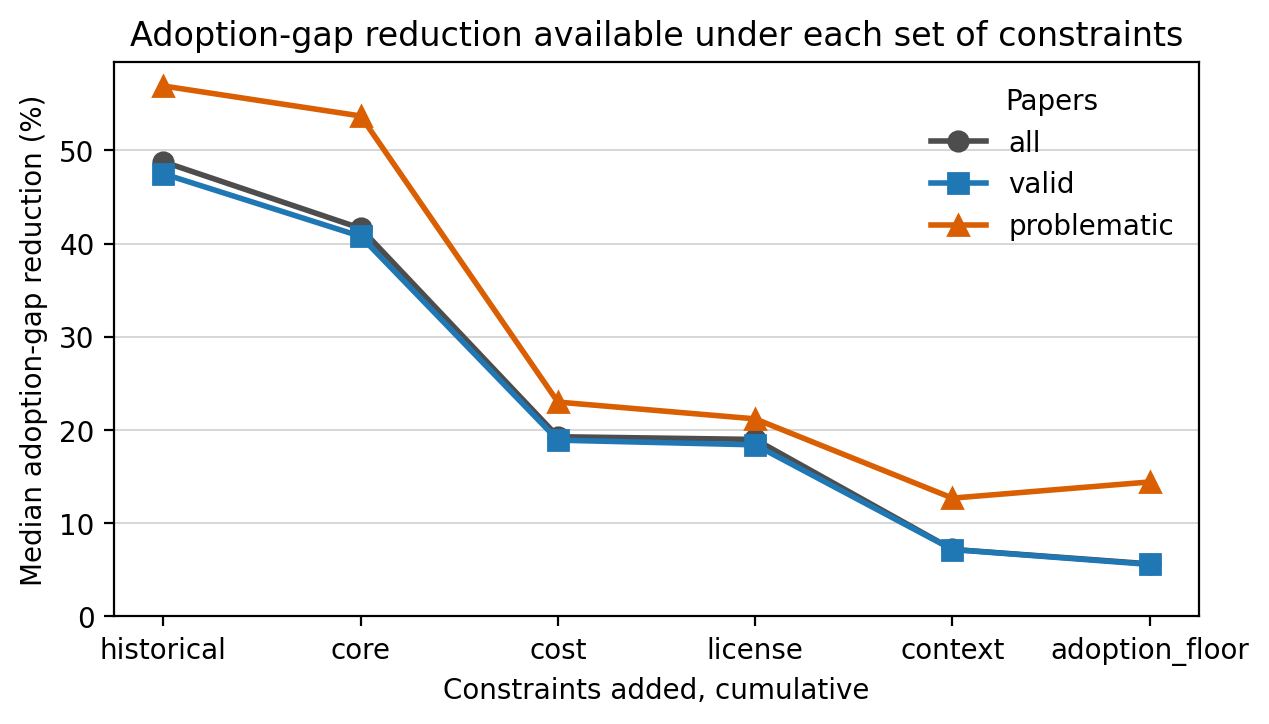 Adoption-gap reduction available under each set of constraints
Median adoption-gap reduction (%)
50
40
30
20
10
0
Papers
all
valid
problematic
historical core cost license context adoption_floor
Constraints added, cumulative